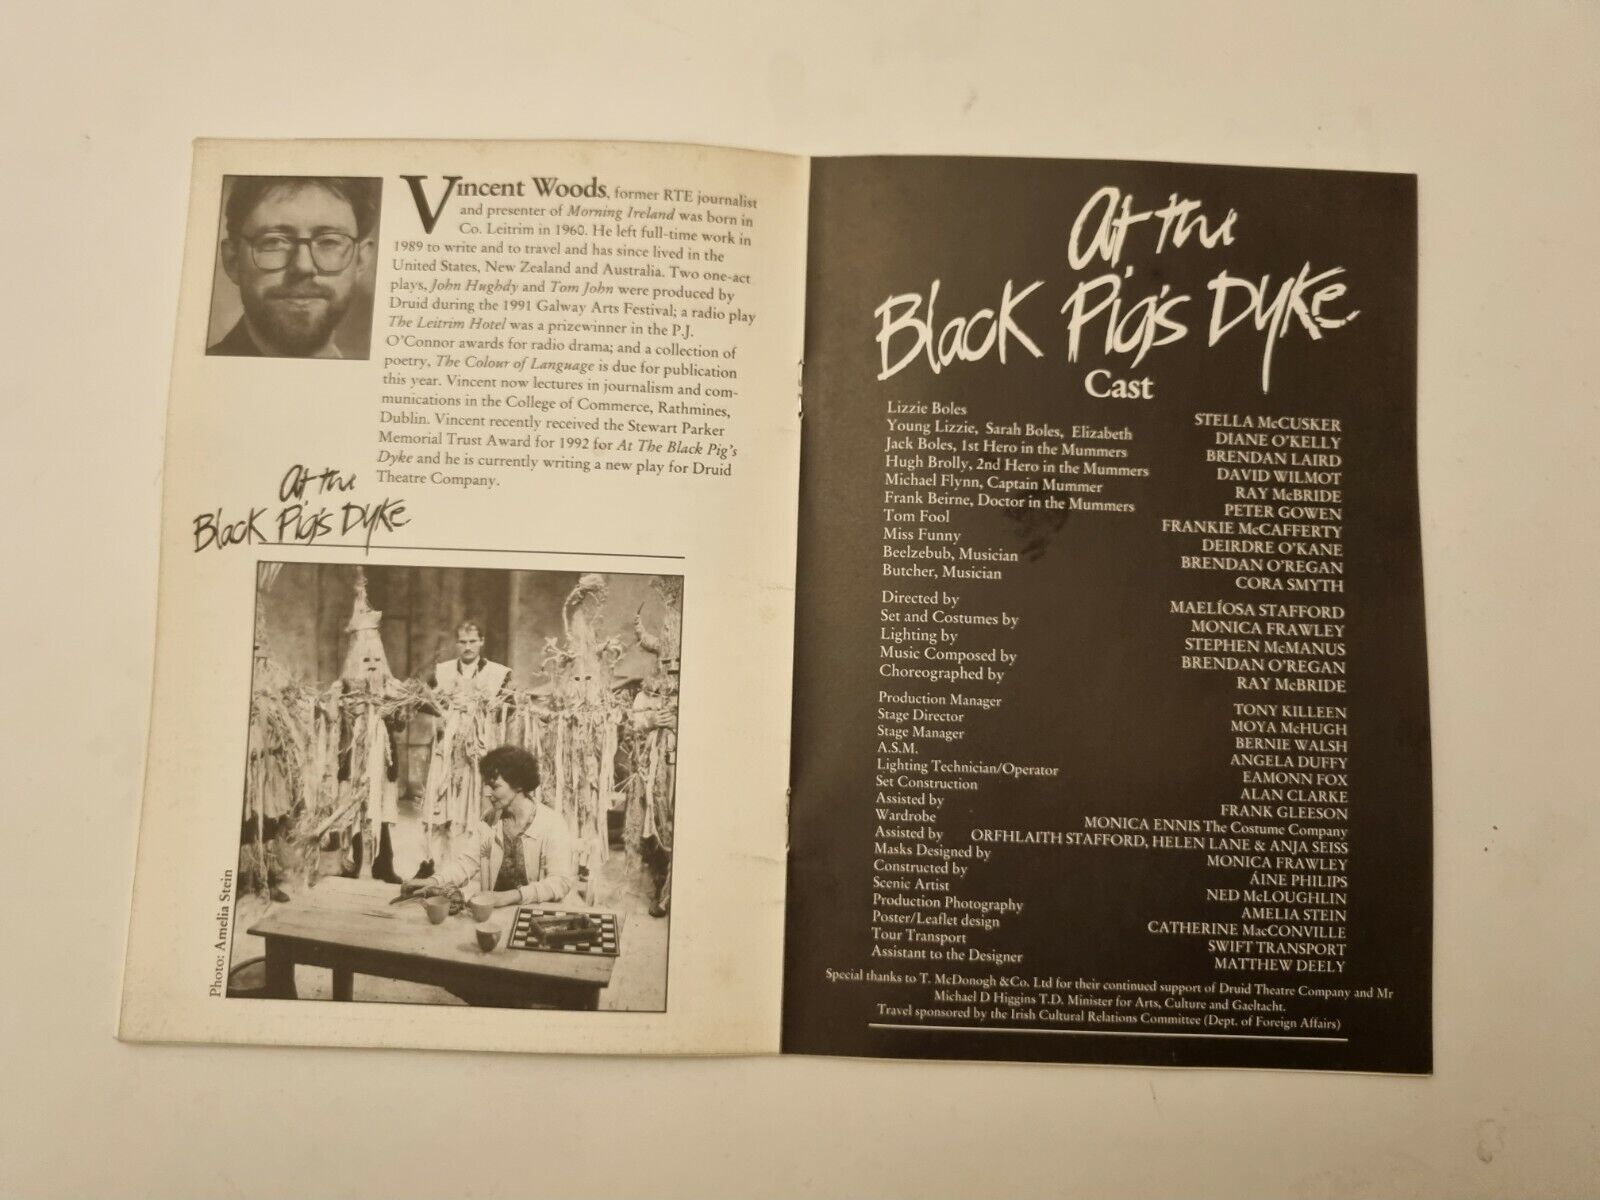 Vincent Woods, former RTE journalist
and presenter of Morning Ireland was born in
Co. Leitrim in 1960. He left full-time work in
1989 to write and to travel and has since lived in the
United States, New Zealand and Australia. Two one-act
plays, John Hughdy and Tom John were produced by
Druid during the 1991 Galway Arts Festival; a radio play
The Leitrim Hotel was a prizewinner in the P.J.
O'Connor awards for radio drama; and a collection of
poetry, The Colour of Language is due for publication
this year. Vincent now lectures in journalism and com-
munications in the College of Commerce, Rathmines,
Dublin. Vincent recently received the Stewart Parker
Memorial Trust Award for 1992 for At The Black Pig's
Dyke and he is currently writing a new play for Druid
Theatre Company.
At the
Black Pig's Dyke
Photo: Amelia Stein
At the
Black Pig's Dyke
Cast
Lizzie Boles STELLA McCUSKER
Young Lizzie, Sarah Boles, Elizabeth DIANE O'KELLY
Jack Boles, 1st Hero in the Mummers BRENDAN LAIRD
Hugh Brolly, 2nd Hero in the Mummers DAVID WILMOT
Michael Flynn, Captain Mummer RAY McBRIDE
Frank Beirne, Doctor in the Mummers PETER GOWEN
Tom Fool FRANKIE McCAFFERTY
Miss Funny DEIRDRE O'KANE
Beelzebub, Musician BRENDAN O'REGAN
Butcher, Musician CORA SMYTH
Directed by MAELÍOSA STAFFORD
Set and Costumes by MONICA FRAWLEY
Lighting by STEPHEN McMANUS
Music Composed by BRENDAN O'REGAN
Choreographed by RAY McBRIDE
Production Manager TONY KILLEEN
Stage Director MOYA McHUGH
Stage Manager BERNIE WALSH
A.S.M. ANGELA DUFFY
Lighting Technician/Operator EAMONN FOX
Set Construction ALAN CLARKE
Assisted by FRANK GLEESON
Wardrobe MONICA ENNIS The Costume Company
Assisted by ORFHLAITH STAFFORD, HELEN LANE & ANJA SEISS
Masks Designed by MONICA FRAWLEY
Constructed by ÁINE PHILIPS
Scenic Artist NED McLOUGHLIN
Production Photography AMELIA STEIN
Poster/Leaflet design CATHERINE MacCONVILLE
Tour Transport SWIFT TRANSPORT
Assistant to the Designer MATTHEW DEELY
Special thanks to T. McDonogh &Co. Ltd for their continued support of Druid Theatre Company and Mr
Michael D Higgins T.D. Minister for Arts, Culture and Gaeltacht.
Travel sponsored by the Irish Cultural Relations Committee (Dept. of Foreign Affairs)